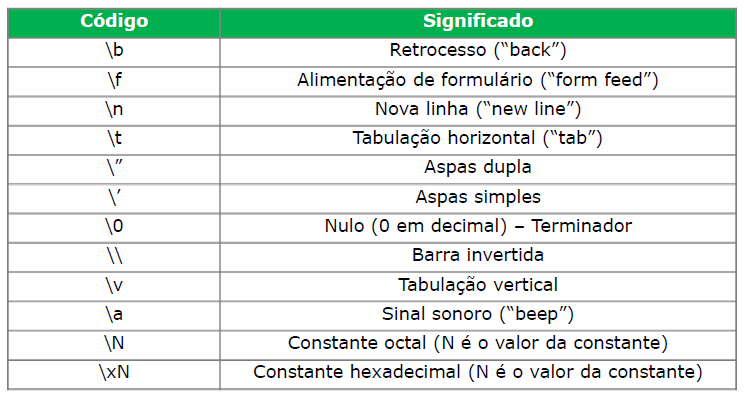 Código Significado
\b Retrocesso (“back”)
\f Alimentação de formulário (“form feed”)
\n Nova linha (“new line”)
\t Tabulação horizontal (“tab”)
\” Aspas dupla
\’ Aspas simples
\0 Nulo (0 em decimal) – Terminador
\\ Barra invertida
\v Tabulação vertical
\a Sinal sonoro (“beep”)
\N Constante octal (N é o valor da constante)
\xN Constante hexadecimal (N é o valor da constante)